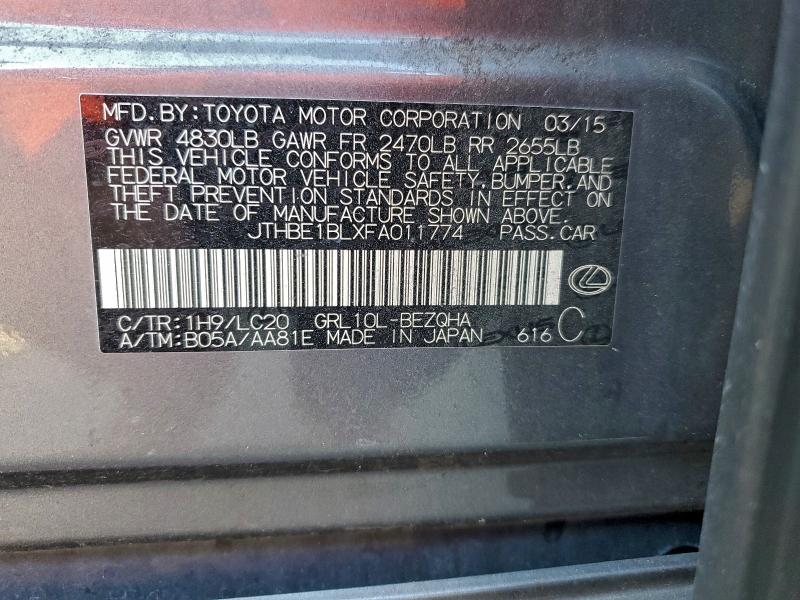 MFD.BY:TOYOTA MOTOR CORPORATION 03/15
GVWR 4830LB GAWR FR 2470LB RR 2655LB
THIS VEHICLE CONFORMS TO ALL APPLICABLE
FEDERAL MOTOR VEHICLE SAFETY,BUMPER,AND
THEFT PREVENTION STANDARDS IN EFFECT ON
THE DATE OF MANUFACTURE SHOWN ABOVE.
JTHBE1BLXFA011774 PASS.CAR
C/TR:1H9/LC20 GRL10L-BEZQHA
A/TM:B05A/AA81E MADE IN JAPAN 616 C